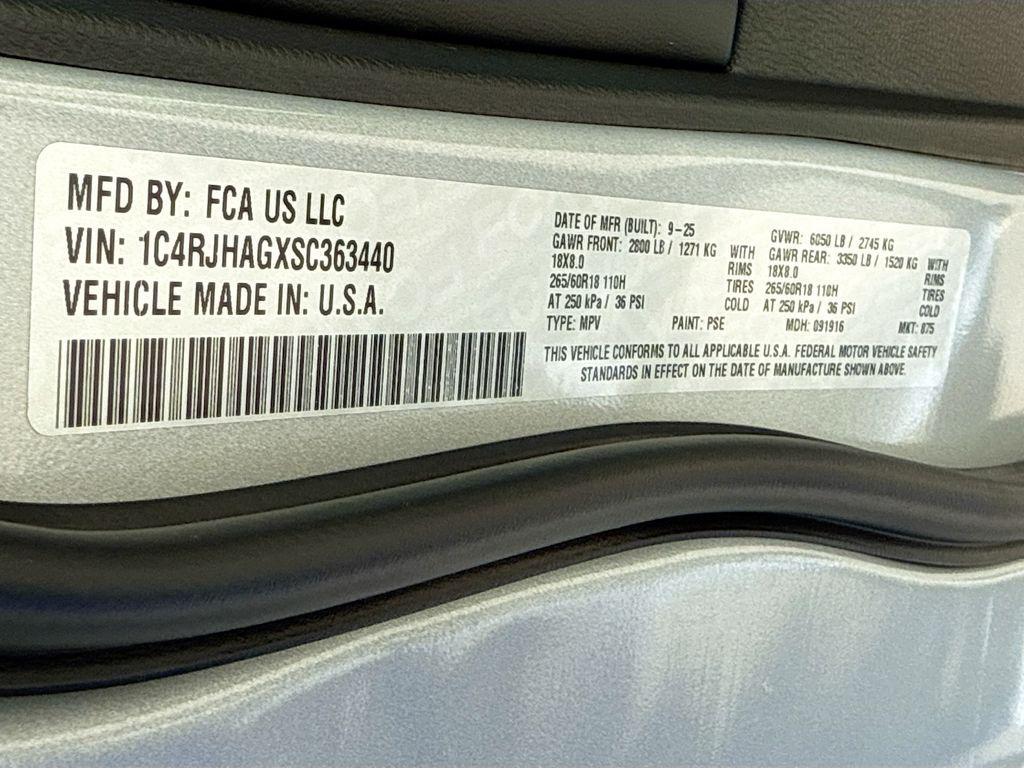 MFD BY: FCA US LLC
VIN: 1C4RJHAGXSC363440
VEHICLE MADE IN: U.S.A.
DATE OF MFR (BUILT): 9-25
GAWR FRONT: 2800 LB / 1271 KG WITH
18X8.0 RIMS
265/60R18 110H TIRES
AT 250 kPa / 36 PSI COLD
GVWR: 6050 LB / 2745 KG
GAWR REAR: 3350 LB / 1520 KG WITH
18X8.0 RIMS
265/60R18 110H TIRES
AT 250 kPa / 36 PSI COLD
TYPE: MPV PAINT: PSE MDH: 091916 MKT: 875
THIS VEHICLE CONFORMS TO ALL APPLICABLE U.S.A. FEDERAL MOTOR VEHICLE SAFETY
STANDARDS IN EFFECT ON THE DATE OF MANUFACTURE SHOWN ABOVE.